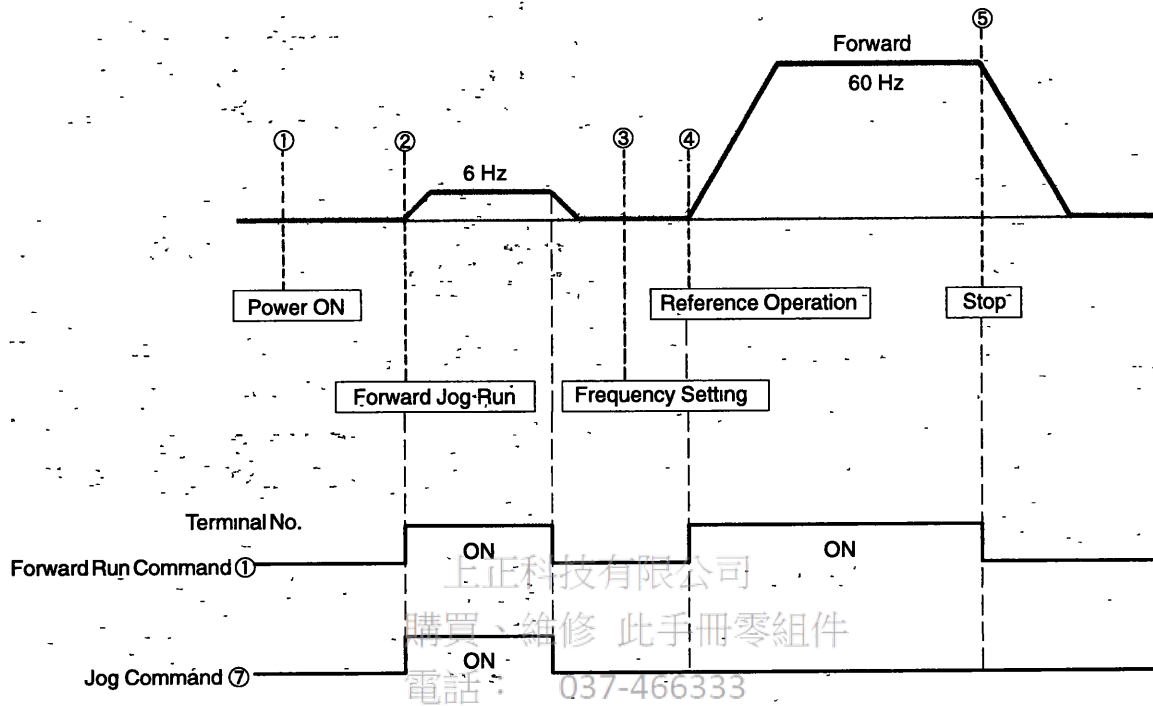 ⑤
Forward
60 Hz
① ② ③ ④
6 Hz
Power ON
Reference Operation
Stop
Forward Jog-Run
Frequency Setting
Terminal No.
Forward Run Command ① ON ON
上正科技有限公司
購買、維修 此手冊零組件
Jog Command ⑦ ON
電話： 037-466333